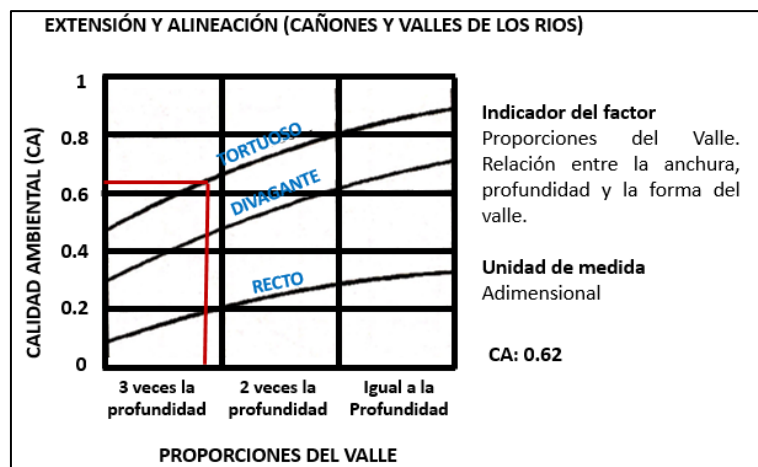 EXTENSIÓN Y ALINEACIÓN (CAÑONES Y VALLES DE LOS RIOS)
CALIDAD AMBIENTAL (CA)
1
0.8
0.6
0.4
0.2
0
TORTUOSO
DIVAGANTE
RECTO
3 veces la
profundidad
2 veces la
profundidad
Igual a la
Profundidad
PROPORCIONES DEL VALLE
Indicador del factor
Proporciones del Valle.
Relación entre la anchura,
profundidad y la forma del
valle.
Unidad de medida
Adimensional
CA: 0.62